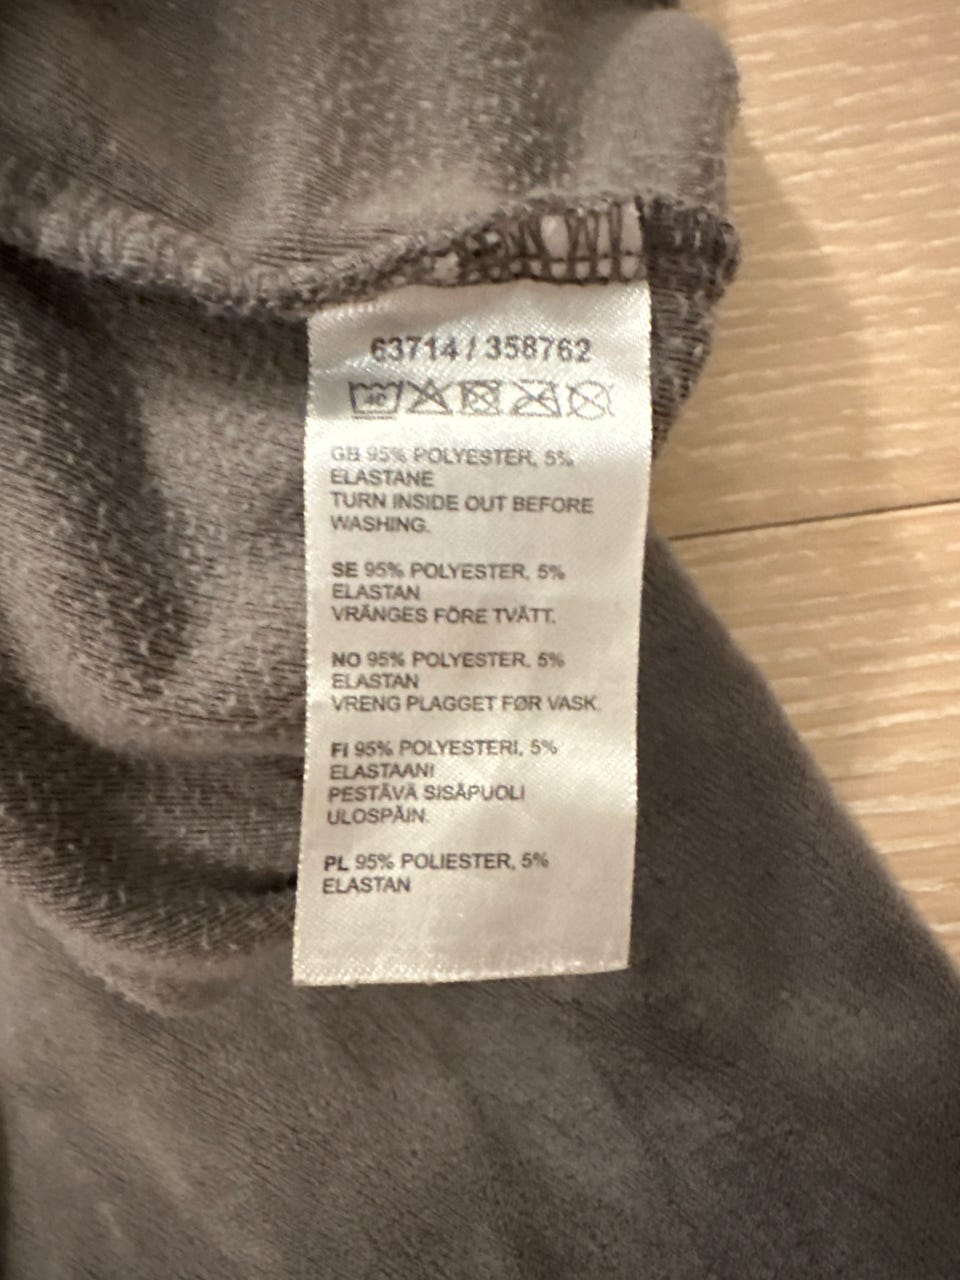 63714 / 358762
40
GB 95% POLYESTER, 5%
ELASTANE
TURN INSIDE OUT BEFORE
WASHING.
SE 95% POLYESTER, 5%
ELASTAN
VRÄNGES FÖRE TVÄTT.
NO 95% POLYESTER, 5%
ELASTAN
VRENG PLAGGET FØR VASK.
FI 95% POLYESTERI, 5%
ELASTAANI
PESTÄVÄ SISÄPUOLI
ULOSPÄIN.
PL 95% POLIESTER, 5%
ELASTAN